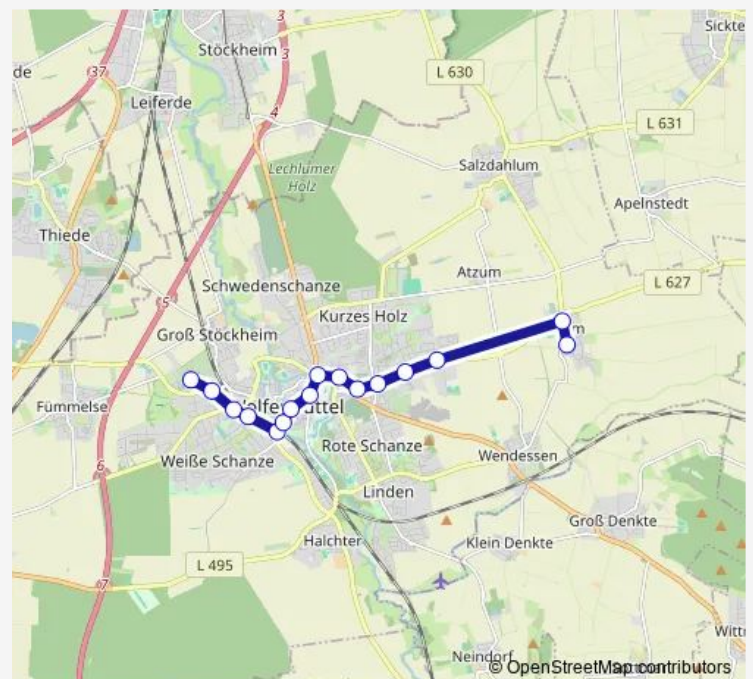 3
Sickte
Stöckheim
3
de
37
L 630
Leiferde
4
L 631
Lechlumer
Holz
Salzdahlum
Apelnstedt
Thiede
Atzum
L 627
Schwedenschanze
5
Kurzes Holz
Groß Stöckheim
Fümmelse
Rote Schanze
Weiße Schanze
Wendessen
6
Linden
Groß Denkte
Halchter
Klein Denkte
L 495
7
Neindorf
© OpenStreetMap contributors